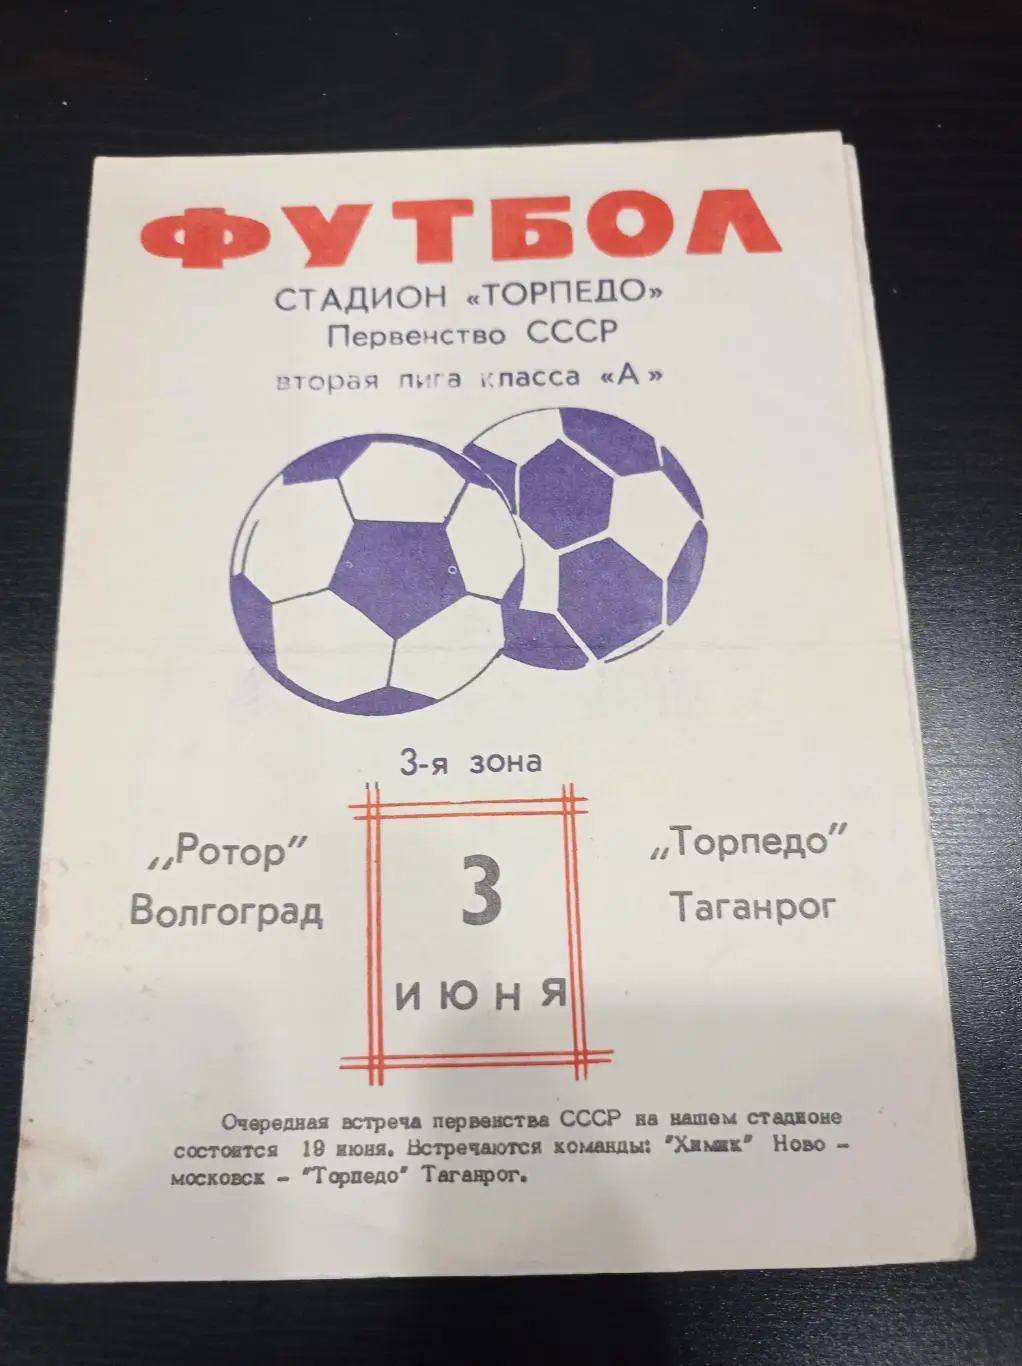 ФУТБОЛ
СТАДИОН «ТОРПЕДО»
Первенство СССР
вторая лига класса «А»
3-я зона
„Ротор"
Волгоград
3
ИЮНЯ
„Торпедо"
Таганрог
Очередная встреча первенства СССР на нашем стадионе
состоится 19 июня. Встречаются команды: "Химик" Ново -
московск - "Торпедо" Таганрог.